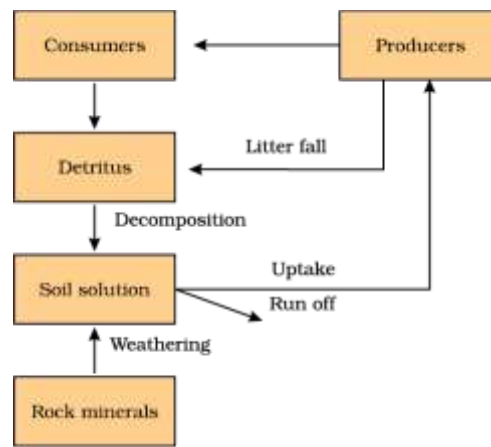 Consumers
Producers
Litter fall
Detritus
Decomposition
Uptake
Soil solution
Run off
Weathering
Rock minerals